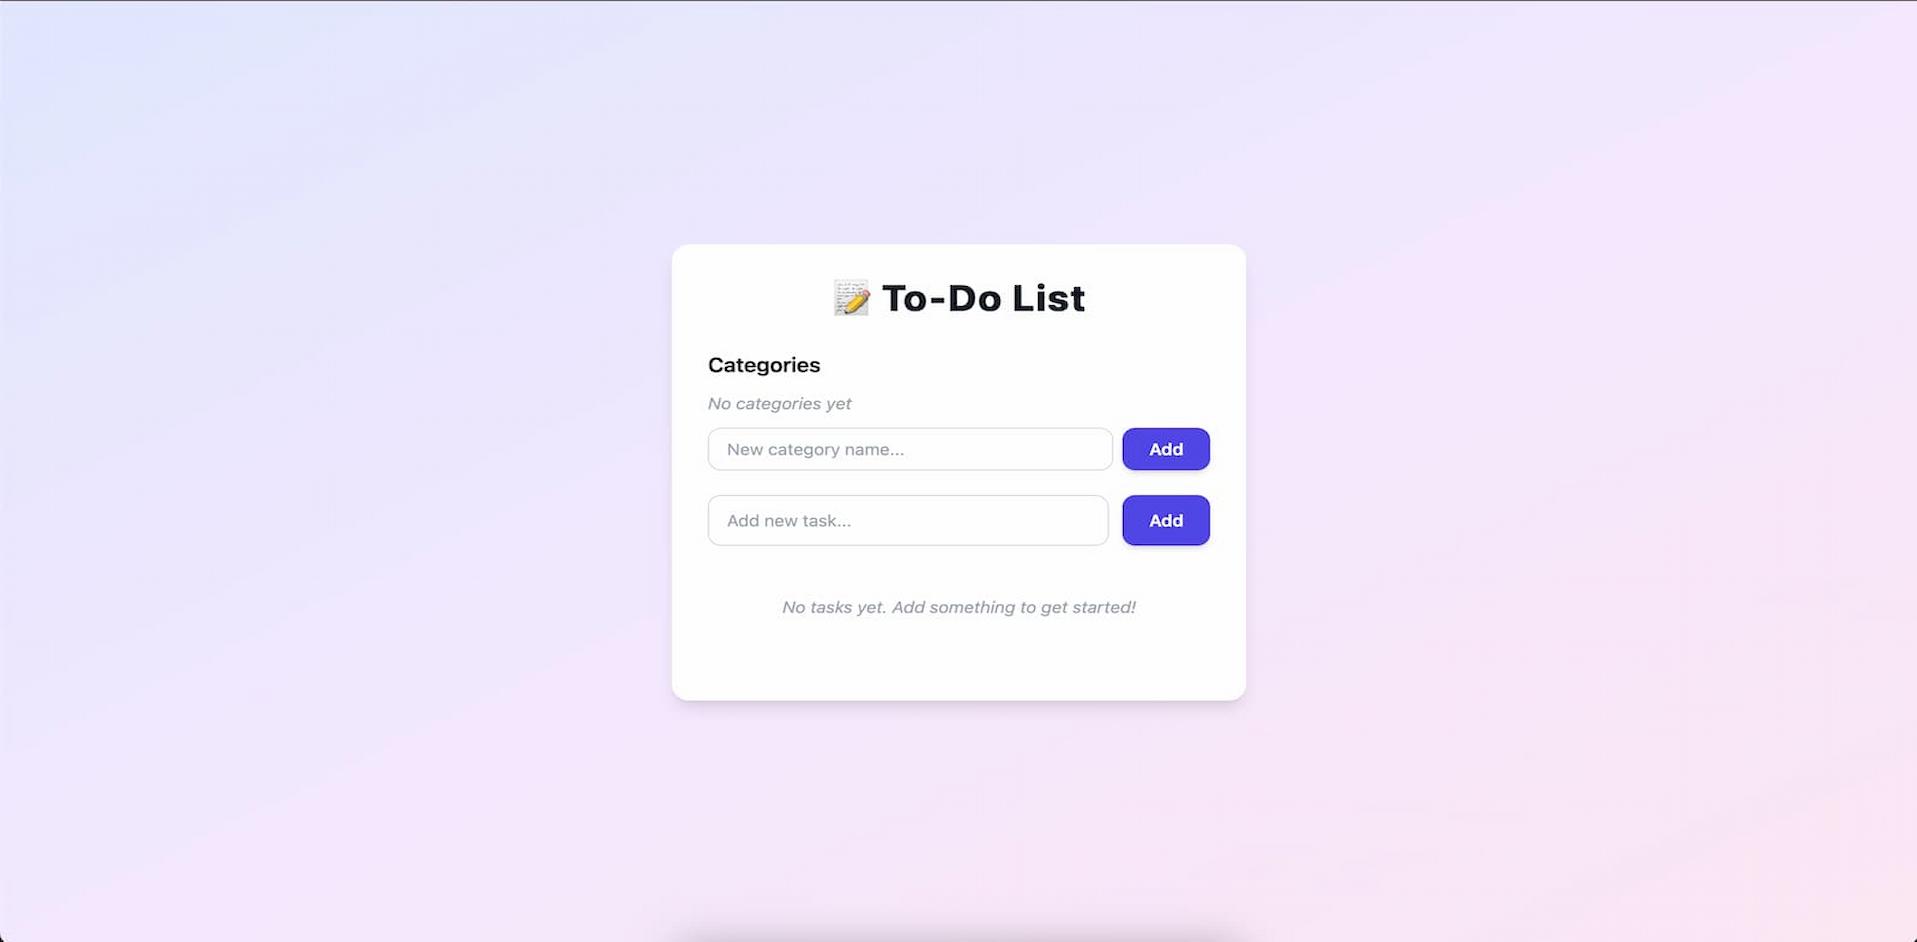 To-Do List
Categories
No categories yet
New category name...
Add
Add new task...
Add
No tasks yet. Add something to get started!